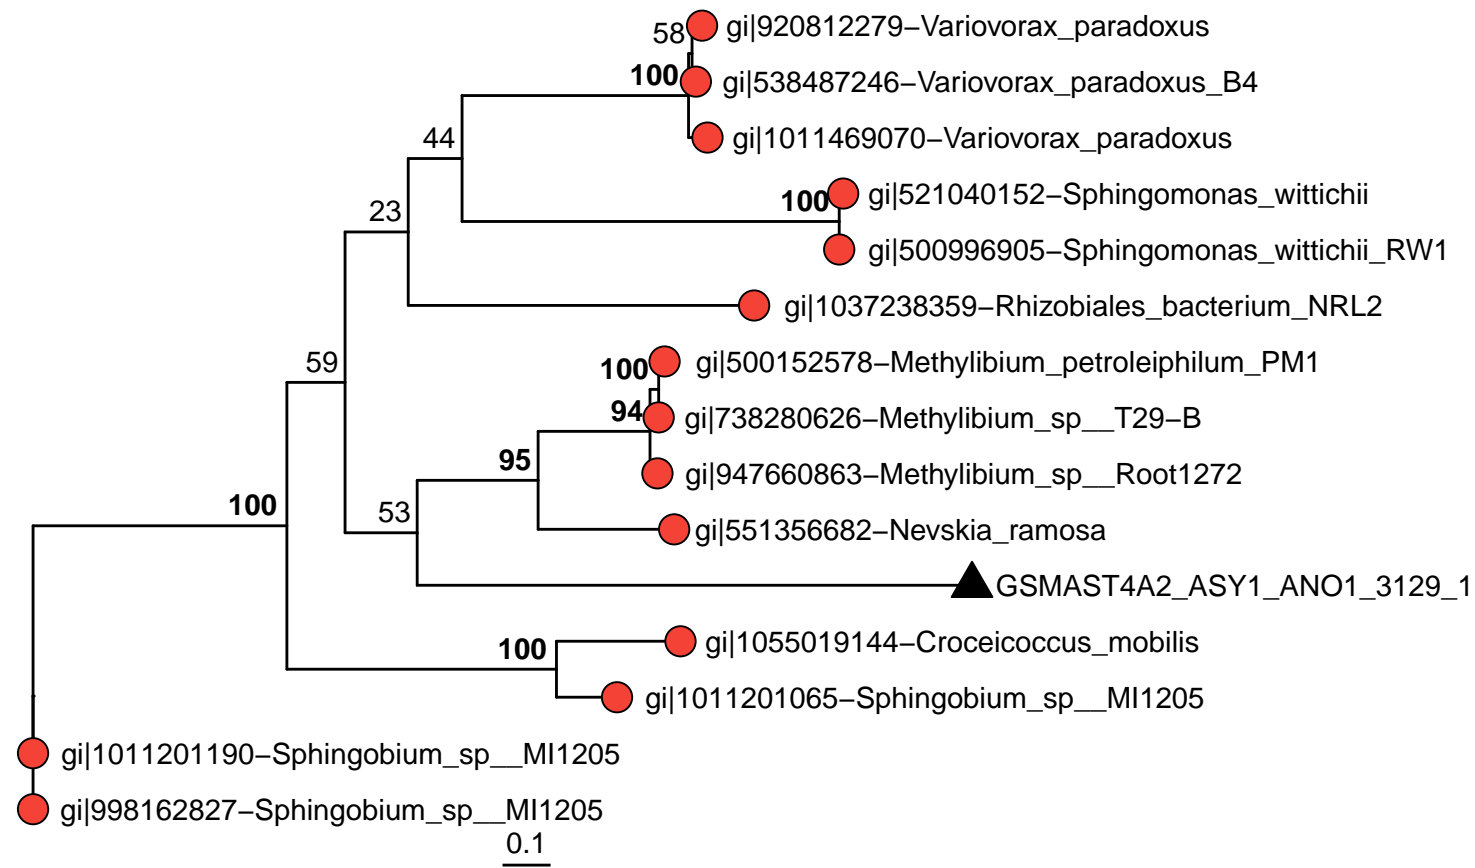 58
gi|920812279–Variovorax_paradoxus
100
gi|538487246–Variovorax_paradoxus_B4
gi|1011469070–Variovorax_paradoxus
44
100
gi|521040152–Sphingomonas_wittichii
23
gi|500996905–Sphingomonas_wittichii_RW1
gi|1037238359–Rhizobiales_bacterium_NRL2
59
100
gi|500152578–Methylibium_petroleiphilum_PM1
94
gi|738280626–Methylibium_sp__T29−B
95
gi|947660863–Methylibium_sp__Root1272
100
53
gi|551356682–Nevskia_ramosa
GSMAST4A2_ASY1_ANO1_3129_1
100
gi|1055019144–Croceicoccus_mobilis
gi|1011201065–Sphingobium_sp__MI1205
gi|1011201190–Sphingobium_sp__MI1205
gi|998162827–Sphingobium_sp__MI1205
0.1